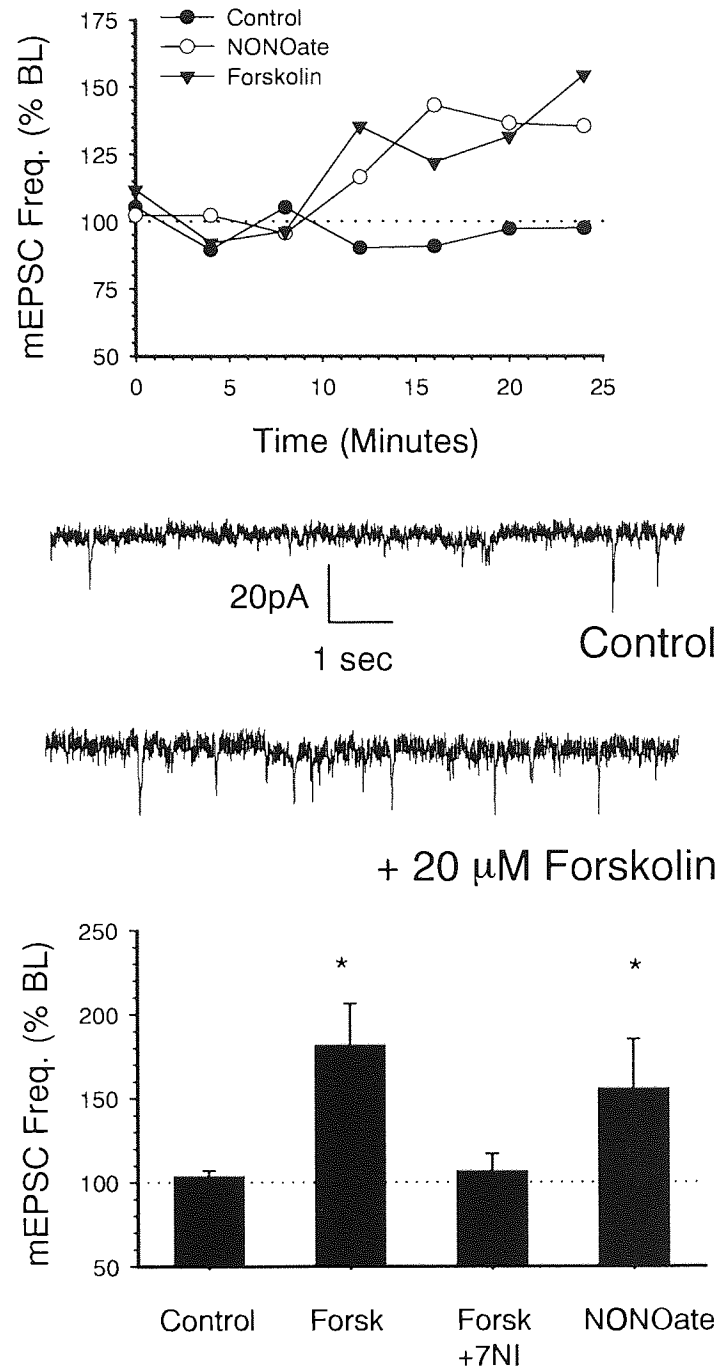 Control
NONOate
Forskolin
mEPSC Freq. (% BL)
175
150
125
100
75
50
0 5 10 15 20 25
Time (Minutes)
20pA
1 sec
Control
+ 20 μM Forskolin
mEPSC Freq. (% BL)
250
200
150
100
50
* *
Control Forsk Forsk NONOate
+7NI